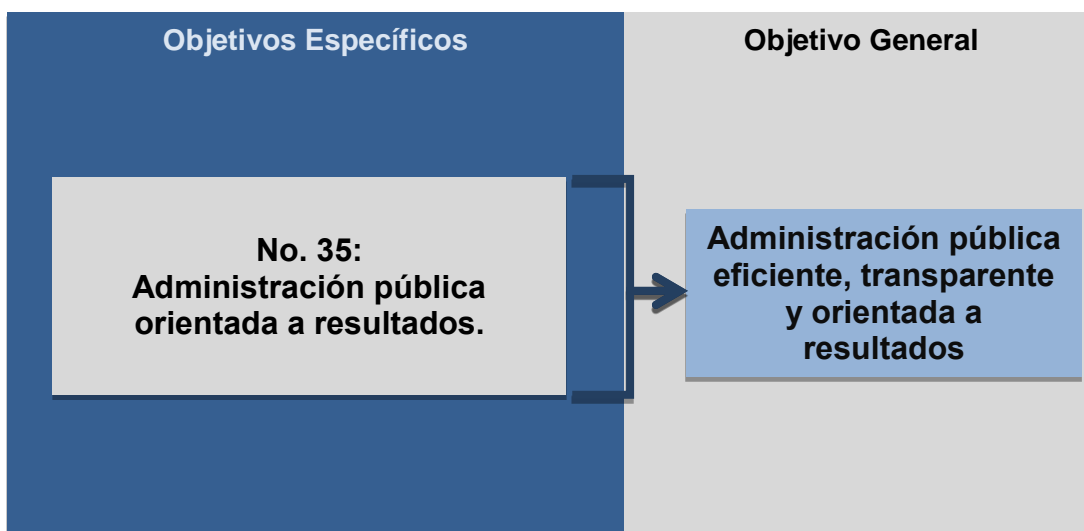 Objetivos Específicos
Objetivo General
No. 35:
Administración pública
orientada a resultados.
Administración pública
eficiente, transparente
y orientada a
resultados